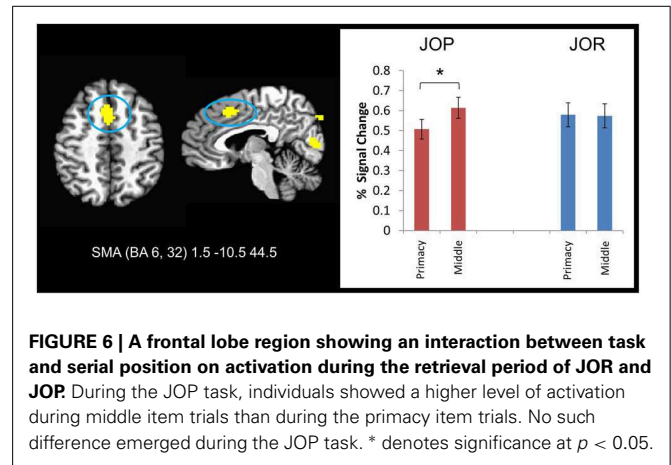 JOP JOR
*
0.8
0.7
0.6
0.5
0.4
0.3
0.2
0.1
0
% Signal Change
Primacy
Middle
Primacy
Middle
SMA (BA 6, 32) 1.5 -10.5 44.5
FIGURE 6 | A frontal lobe region showing an interaction between task
and serial position on activation during the retrieval period of JOR and
JOP. During the JOP task, individuals showed a higher level of activation
during middle item trials than during the primacy item trials. No such
difference emerged during the JOP task. * denotes significance at p < 0.05.